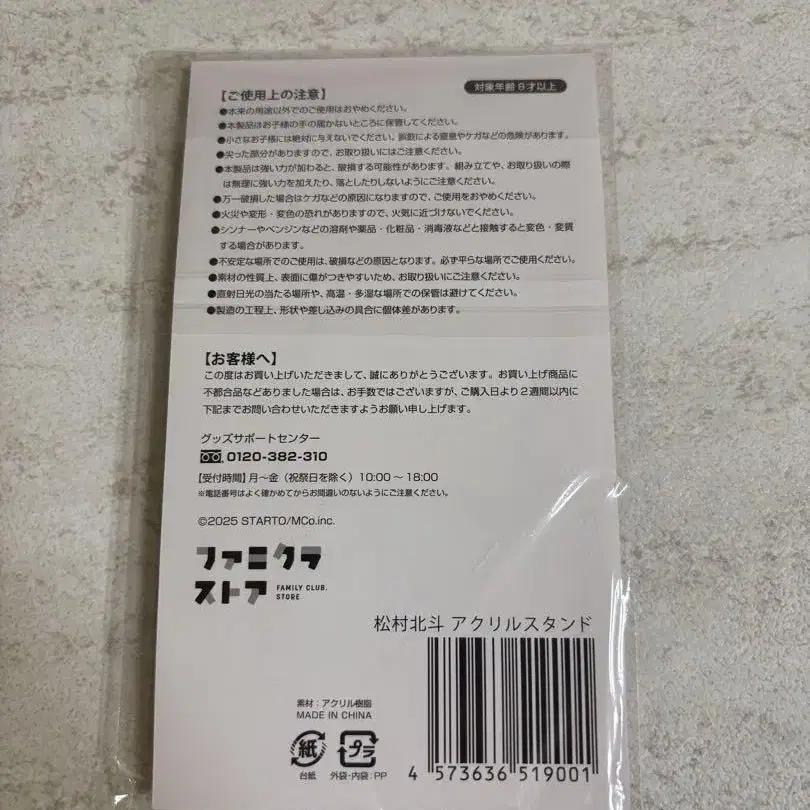 【ご使用上の注意】
対象年齢 8才以上
●本来の用途以外でのご使用はおやめください。
●本製品はお子様の手の届かないところに保管してください。
●小さなお子様には絶対に与えないでください。誤飲による窒息やケガなどの危険があります。
●尖った部分がありますので、お取り扱いにはご注意ください。
●本製品は強い力が加わると、破損する可能性があります。組み立てや、お取り扱いの際
は無理に強い力を加えたり、落としたりしないようにご注意ください。
●万一破損した場合はケガなどの原因になりますので、ご使用をおやめください。
●火災や変形・変色の恐れがありますので、火気に近づけないでください。
●シンナーやベンジンなどの溶剤や薬品・化粧品・消毒液などと接触すると変色・変質
する場合があります。
●不安定な場所でのご使用は、破損などの原因となります。必ず平らな場所でご使用ください。
●素材の性質上、表面に傷がつきやすいため、お取り扱いにご注意ください。
●直射日光の当たる場所や、高温・多湿な場所での保管は避けてください。
●製造の工程上、形状や差し込みの具合に個体差があります。
【お客様へ】
この度はお買い上げいただきまして、誠にありがとうございます。お買い上げ商品に
不都合品などありました場合は、お手数ではございますが、ご購入日より2週間以内に
下記までお問い合わせいただきますようお願い申し上げます。
グッズサポートセンター
0120-382-310
【受付時間】月〜金（祝祭日を除く）10:00〜18:00
※電話番号はよく確かめてからお間違いのないようにご注意ください。
©2025 STARTO/MCo.inc.
ファミクラ
ストア
FAMILY CLUB.
STORE
松村北斗 アクリルスタンド
素材：アクリル樹脂
MADE IN CHINA
紙
プラ
台紙
外袋・内袋：PP
4 573636 519001